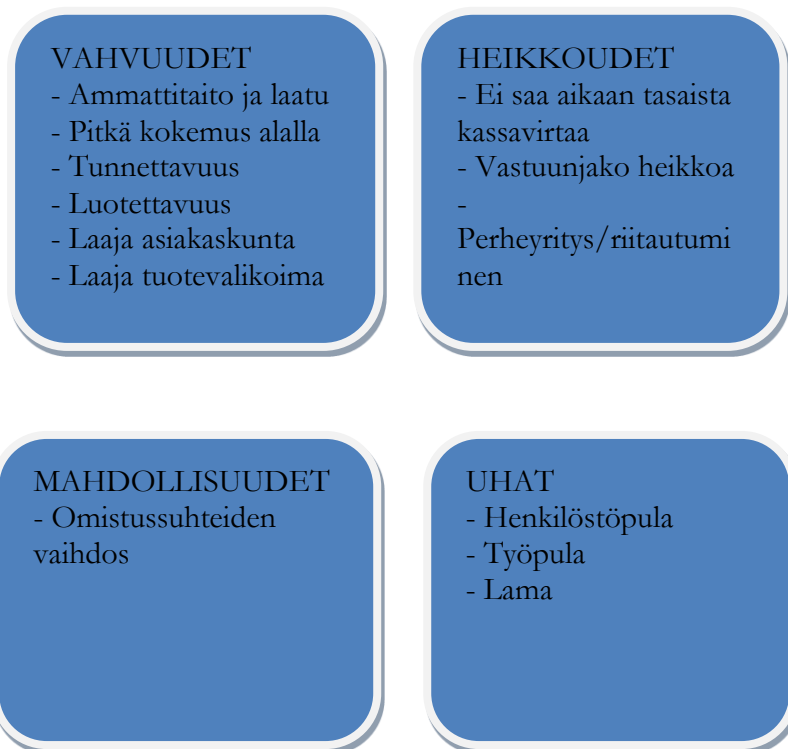 VAHVUUDET
- Ammattitaito ja laatu
- Pitkä kokemus alalla
- Tunnettavuus
- Luotettavuus
- Laaja asiakaskunta
- Laaja tuotevalikoima
HEIKKOUDET
- Ei saa aikaan tasaista
kassavirtaa
- Vastuunjako heikkoa
-
Perheyritys/riitautumi
nen
MAHDOLLISUUDET
- Omistussuhteiden
vaihdos
UHAT
- Henkilöstöpula
- Työpula
- Lama